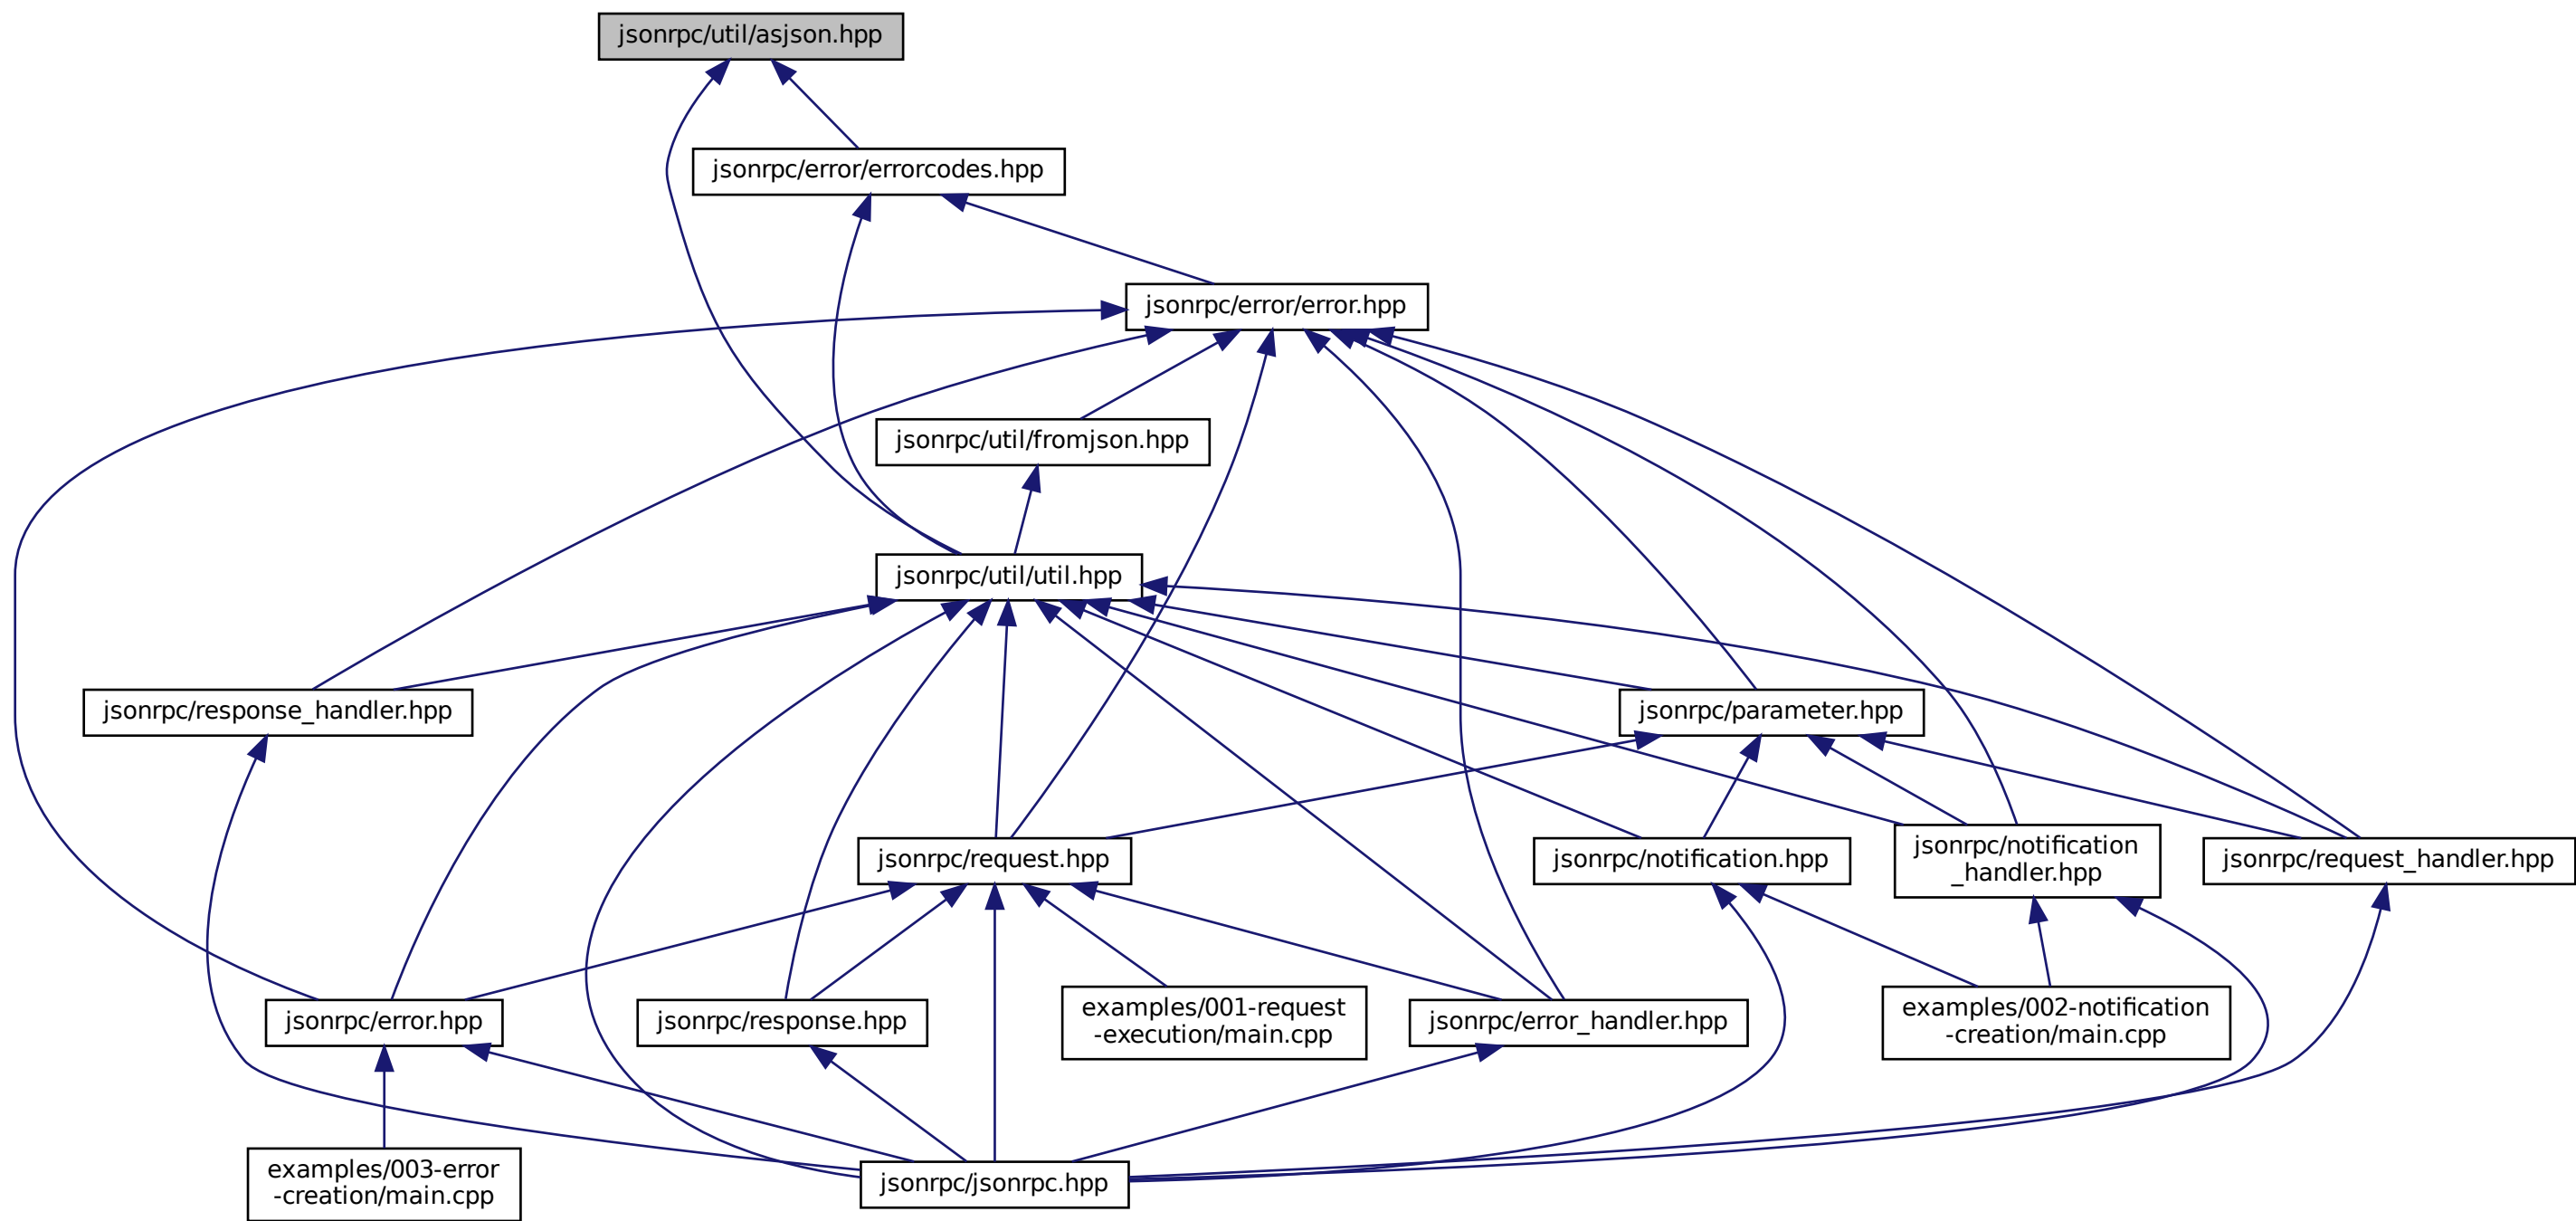 jsonrpc/util/asjson.hpp
jsonrpc/error/errorcodes.hpp
jsonrpc/error/error.hpp
jsonrpc/util/fromjson.hpp
jsonrpc/util/util.hpp
jsonrpc/response_handler.hpp
jsonrpc/parameter.hpp
jsonrpc/request.hpp
jsonrpc/notification.hpp
jsonrpc/notification
_handler.hpp
jsonrpc/request_handler.hpp
jsonrpc/error.hpp
jsonrpc/response.hpp
examples/001-request
-execution/main.cpp
jsonrpc/error_handler.hpp
examples/002-notification
-creation/main.cpp
examples/003-error
-creation/main.cpp
jsonrpc/jsonrpc.hpp